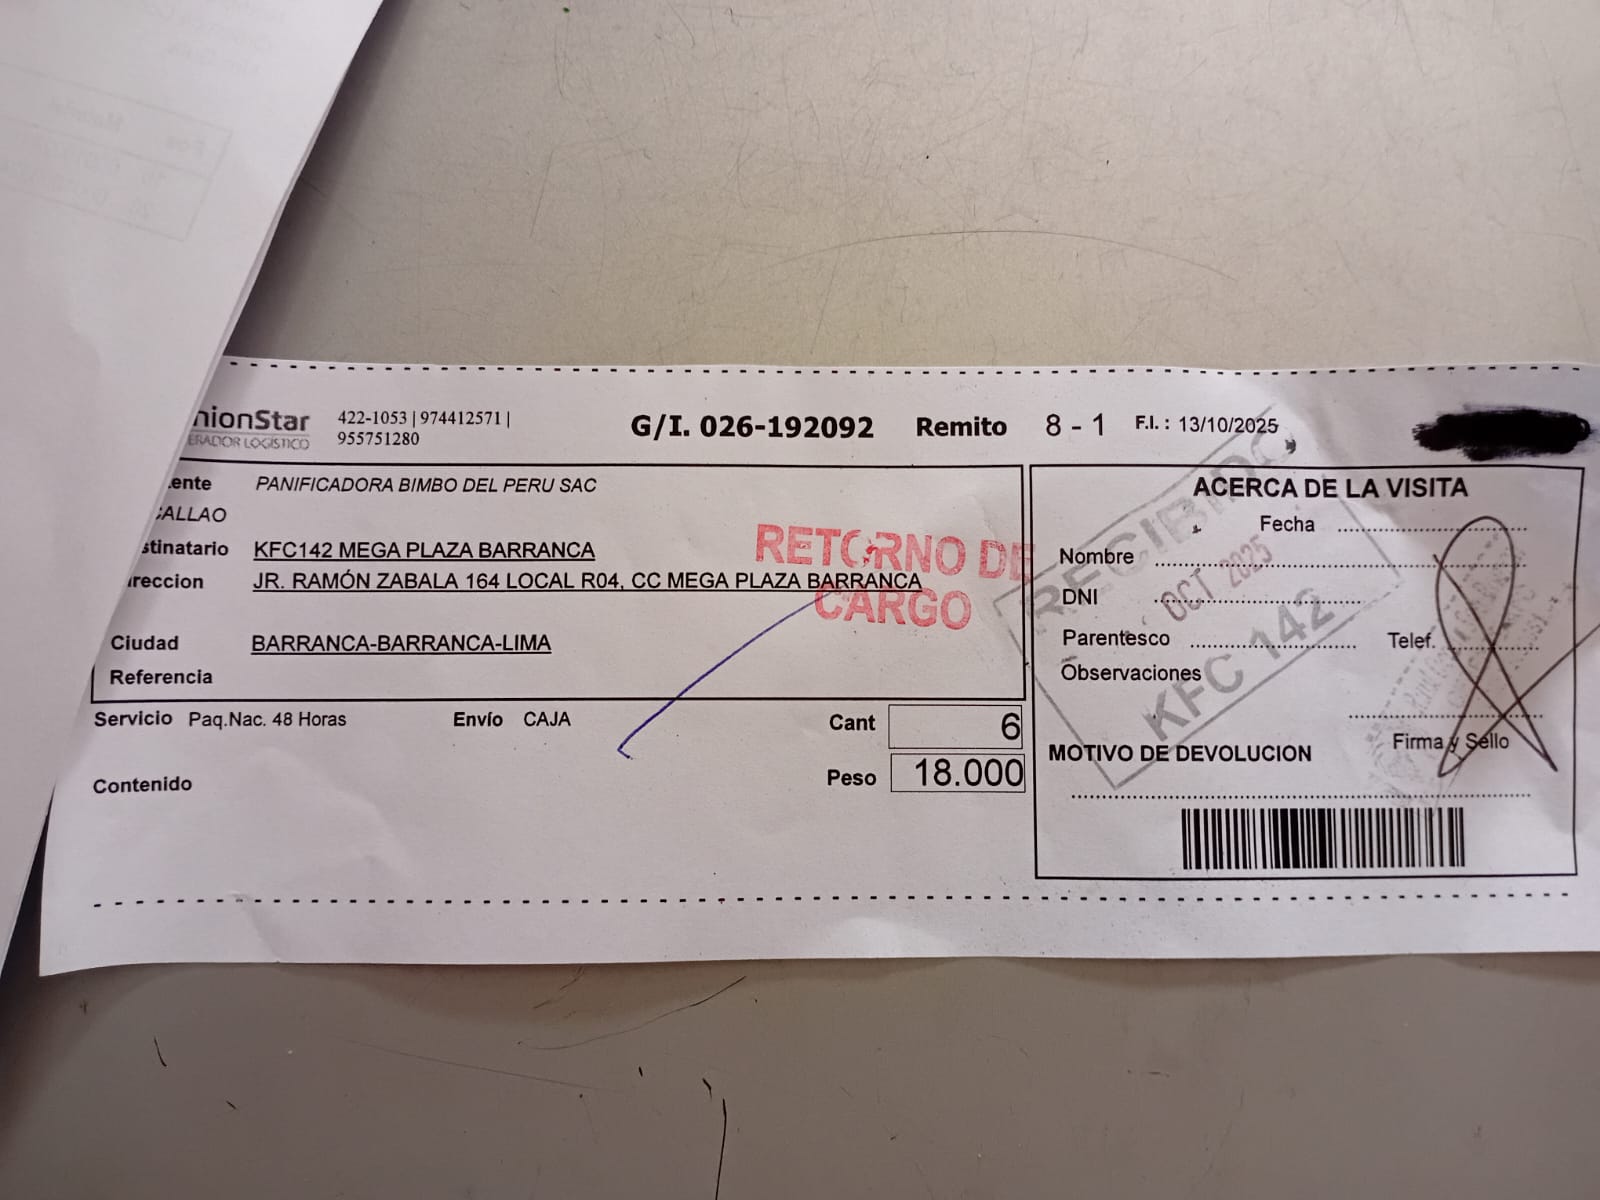 nionStar
ERADOR LOGÍSTICO
422-1053 | 974412571 |
955751280
G/I. 026-192092 Remito 8 - 1 F.I. : 13/10/2025
ente PANIFICADORA BIMBO DEL PERU SAC
CALLAO
stinatario KFC142 MEGA PLAZA BARRANCA
reccion JR. RAMÓN ZABALA 164 LOCAL R04, CC MEGA PLAZA BARRANCA
RETORNO DE
CARGO
Ciudad BARRANCA-BARRANCA-LIMA
Referencia
Servicio Paq.Nac. 48 Horas Envío CAJA Cant 6
Contenido Peso 18.000
ACERCA DE LA VISITA
Fecha
Nombre
DNI
Parentesco Telef.
Observaciones
Firma y Sello
MOTIVO DE DEVOLUCION
RECIBIDO
OCT 2025
KFC 142